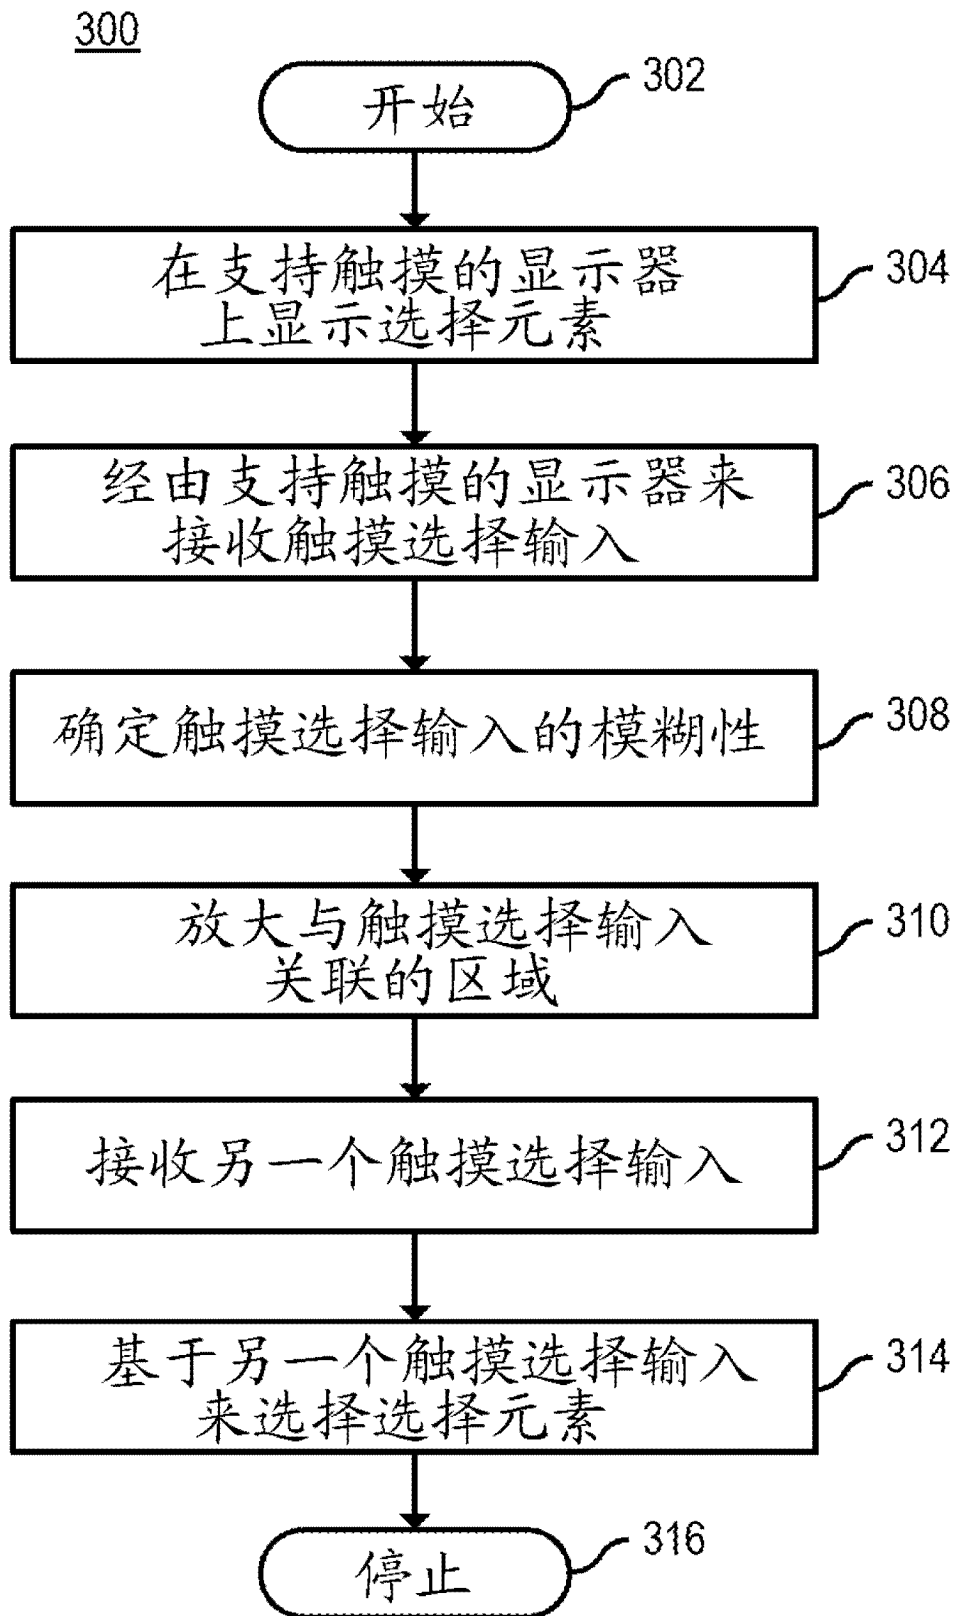 300
开始
302
在支持触摸的显示器
上显示选择元素
304
经由支持触摸的显示器来
接收触摸选择输入
306
确定触摸选择输入的模糊性
308
放大与触摸选择输入
关联的区域
310
接收另一个触摸选择输入
312
基于另一个触摸选择输入
来选择选择元素
314
停止
316